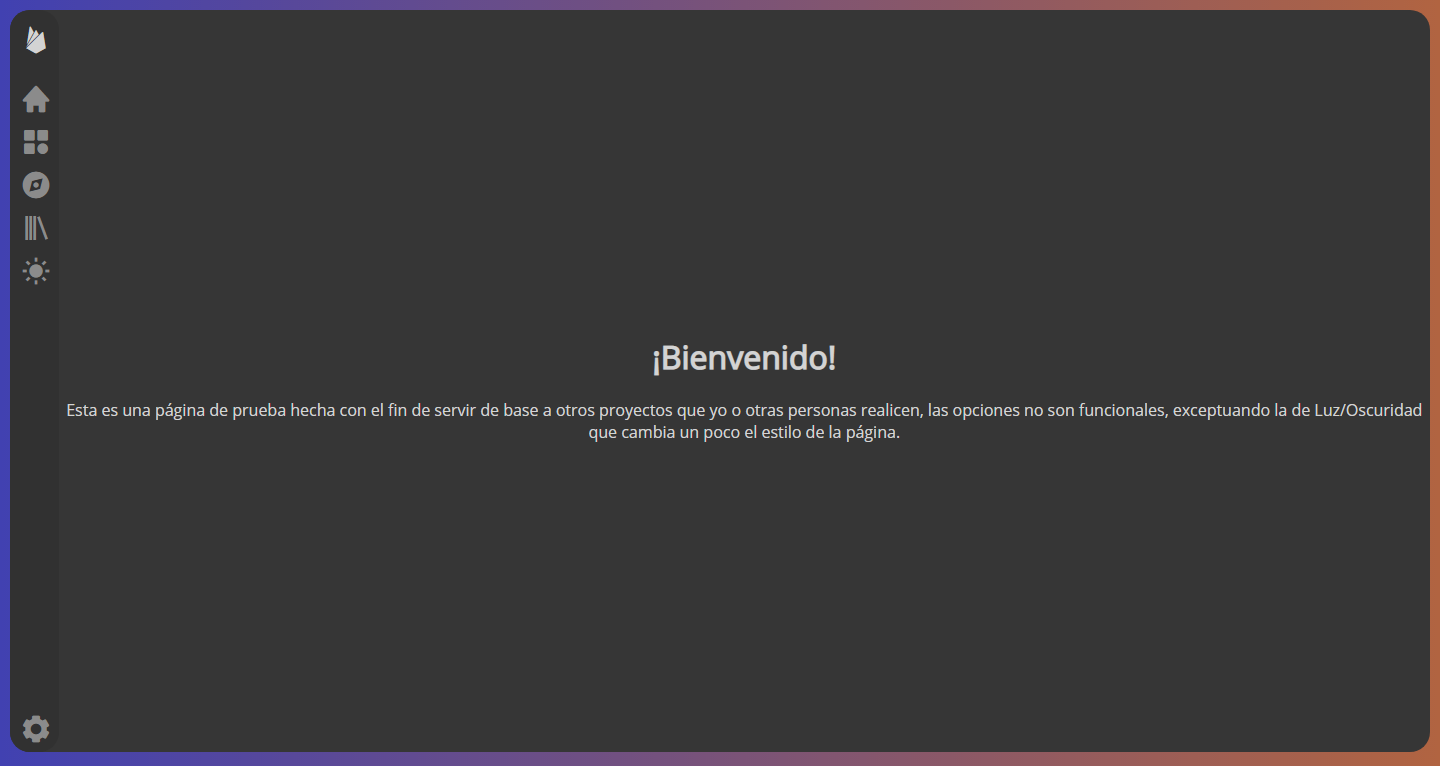 ¡Bienvenido!
Esta es una página de prueba hecha con el fin de servir de base a otros proyectos que yo o otras personas realicen, las opciones no son funcionales, exceptuando la de Luz/Oscuridad
que cambia un poco el estilo de la página.